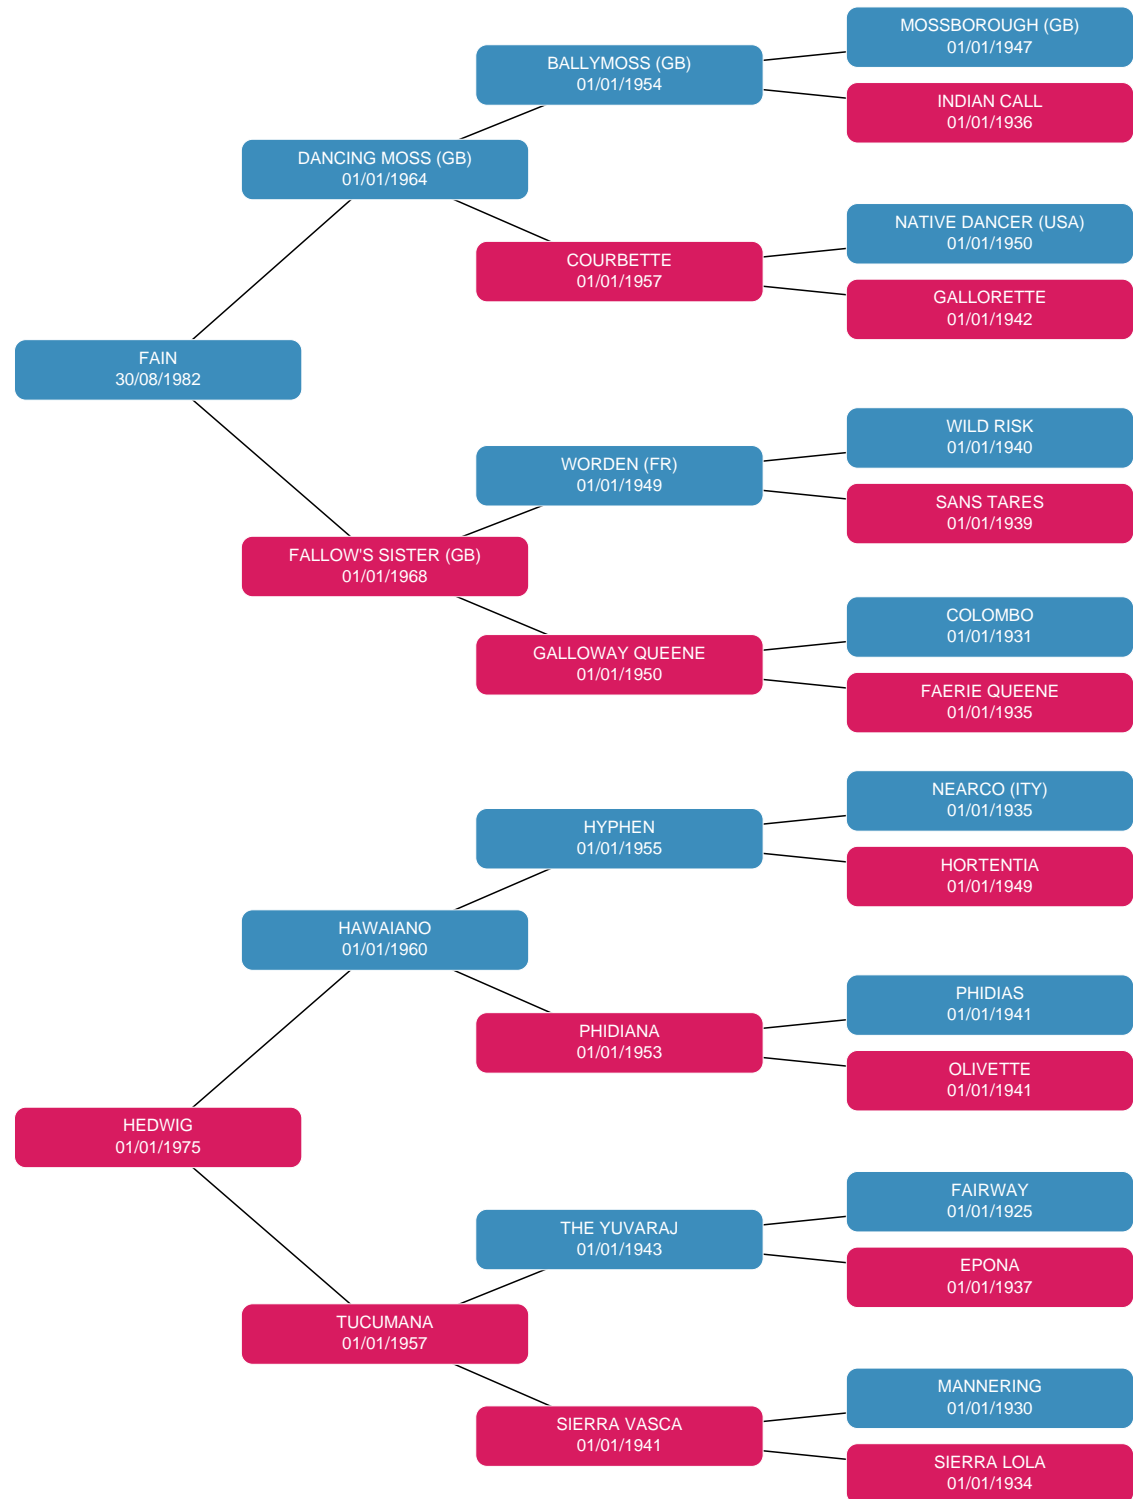 MOSSBOROUGH (GB)
01/01/1947
BALLYMOSS (GB)
01/01/1954
INDIAN CALL
01/01/1936
DANCING MOSS (GB)
01/01/1964
NATIVE DANCER (USA)
01/01/1950
COURBETTE
01/01/1957
GALLORETTE
01/01/1942
FAIN
30/08/1982
WILD RISK
01/01/1940
WORDEN (FR)
01/01/1949
SANS TARES
01/01/1939
FALLOW'S SISTER (GB)
01/01/1968
COLOMBO
01/01/1931
GALLOWAY QUEENE
01/01/1950
FAERIE QUEENE
01/01/1935
NEARCO (ITY)
01/01/1935
HYPHEN
01/01/1955
HORTENTIA
01/01/1949
HAWAIANO
01/01/1960
PHIDIAS
01/01/1941
PHIDIANA
01/01/1953
OLIVETTE
01/01/1941
HEDWIG
01/01/1975
FAIRWAY
01/01/1925
THE YUVARAJ
01/01/1943
EPONA
01/01/1937
TUCUMANA
01/01/1957
MANNERING
01/01/1930
SIERRA VASCA
01/01/1941
SIERRA LOLA
01/01/1934